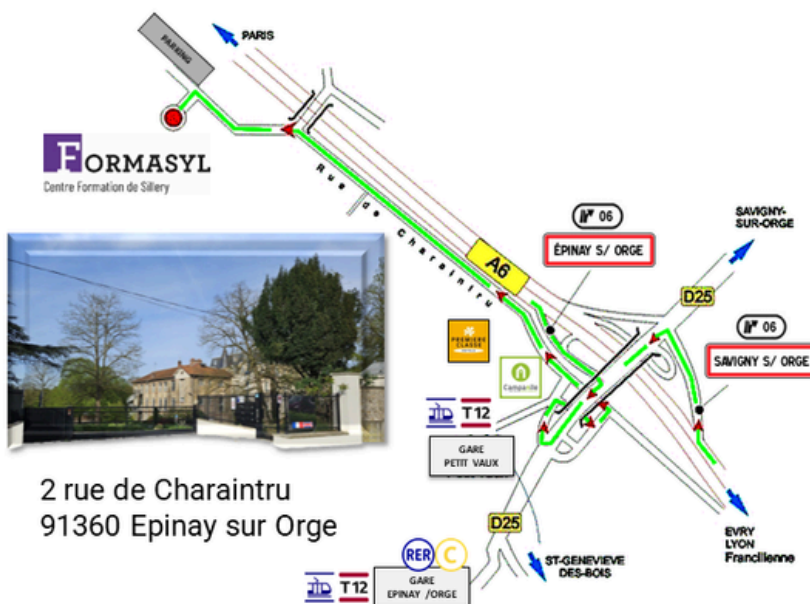 PARKING
PARIS
FORMASYL
Centre Formation de Sillery
Rue de Charaintru
A6
N° 06
ÉPINAY S/ ORGE
SAVIGNY-
SUR-ORGE
D25
N° 06
SAVIGNY S/ ORGE
PREMIERE
CLASSE
Campanile
T12
GARE
PETIT VAUX
2 rue de Charaintru
91360 Epinay sur Orge
D25
EVRY
LYON
Francilienne
RER C
T12
GARE
EPINAY /ORGE
ST-GENEVIEVE
DES-BOIS